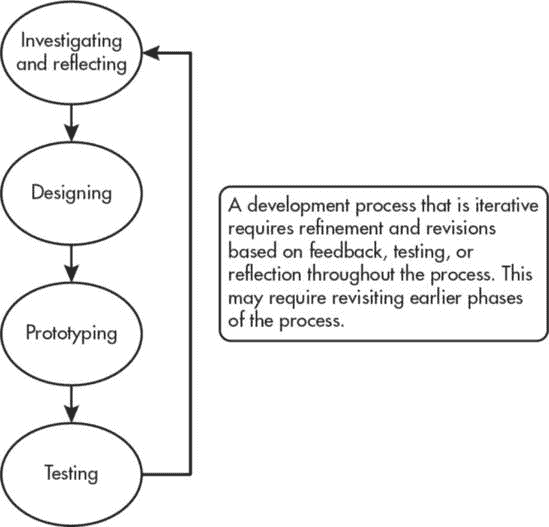 Investigating
and reflecting
Designing
A development process that is iterative
requires refinement and revisions
based on feedback, testing, or
reflection throughout the process. This
may require revisiting earlier phases
of the process.
Prototyping
Testing